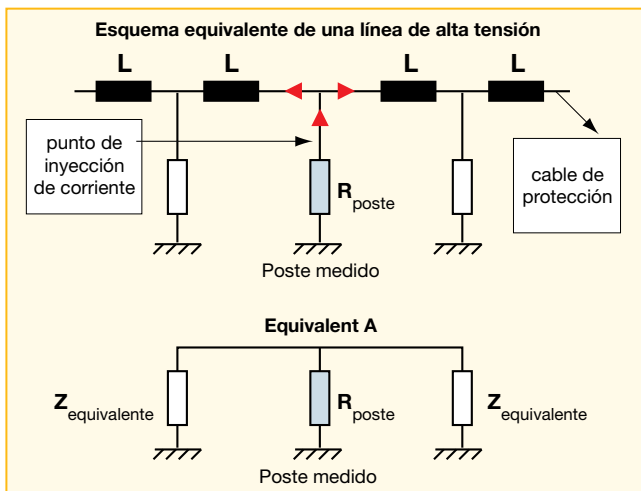 Esquema equivalente de una línea de alta tensión
L L L L
punto de
inyección
de corriente
R poste
cable de
protección
Poste medido
Equivalent A
Z equivalente R poste Z equivalente
Poste medido